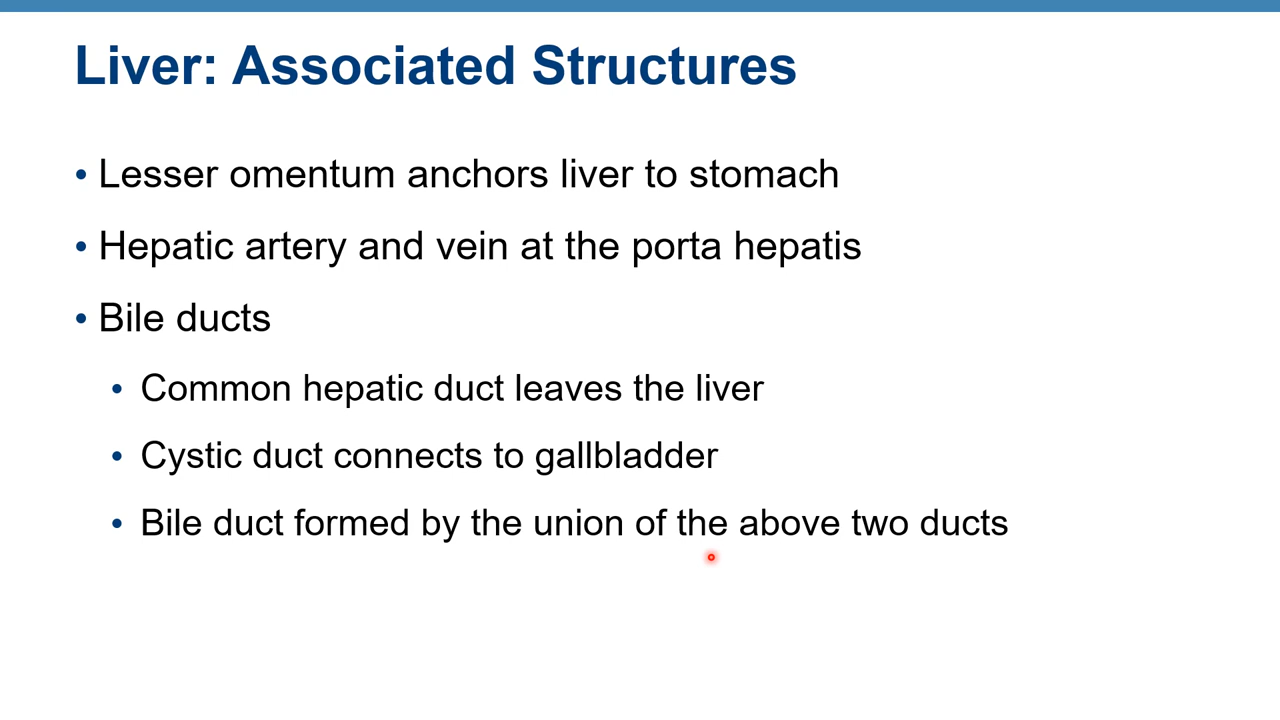 Liver: Associated Structures
• Lesser omentum anchors liver to stomach
• Hepatic artery and vein at the porta hepatis
• Bile ducts
• Common hepatic duct leaves the liver
• Cystic duct connects to gallbladder
• Bile duct formed by the union of the above two ducts